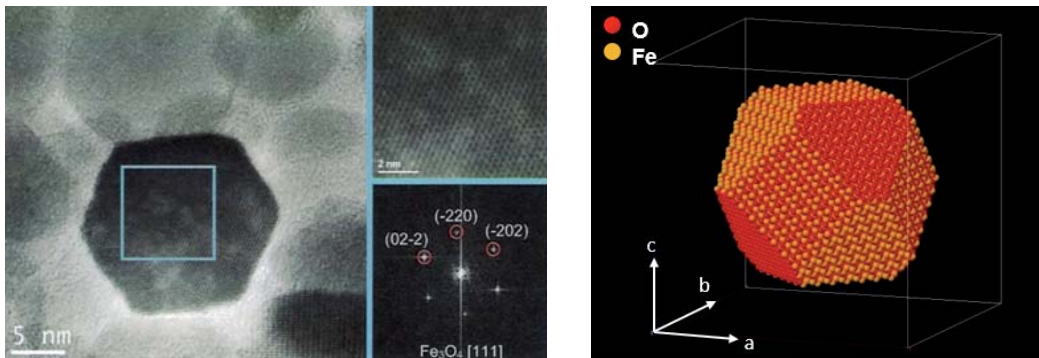 5 nm
2 nm
(-220)
(02-2)
(-202)
Fe₃O₄ [111]
O
Fe
c
b
a